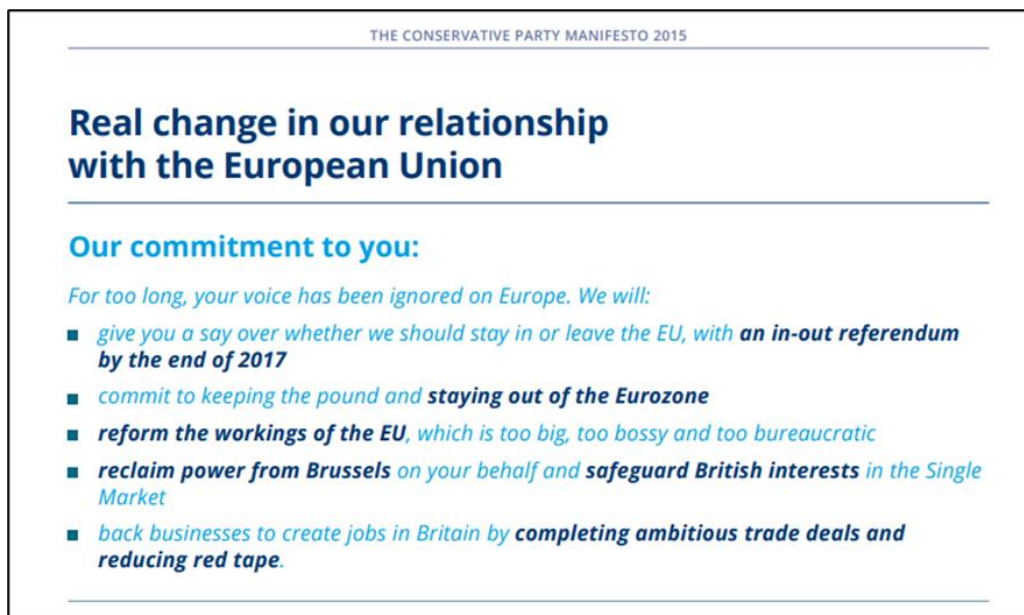 THE CONSERVATIVE PARTY MANIFESTO 2015
Real change in our relationship
with the European Union
Our commitment to you:
For too long, your voice has been ignored on Europe. We will:
give you a say over whether we should stay in or leave the EU, with an in-out referendum
by the end of 2017
commit to keeping the pound and staying out of the Eurozone
reform the workings of the EU, which is too big, too bossy and too bureaucratic
reclaim power from Brussels on your behalf and safeguard British interests in the Single
Market
back businesses to create jobs in Britain by completing ambitious trade deals and
reducing red tape.